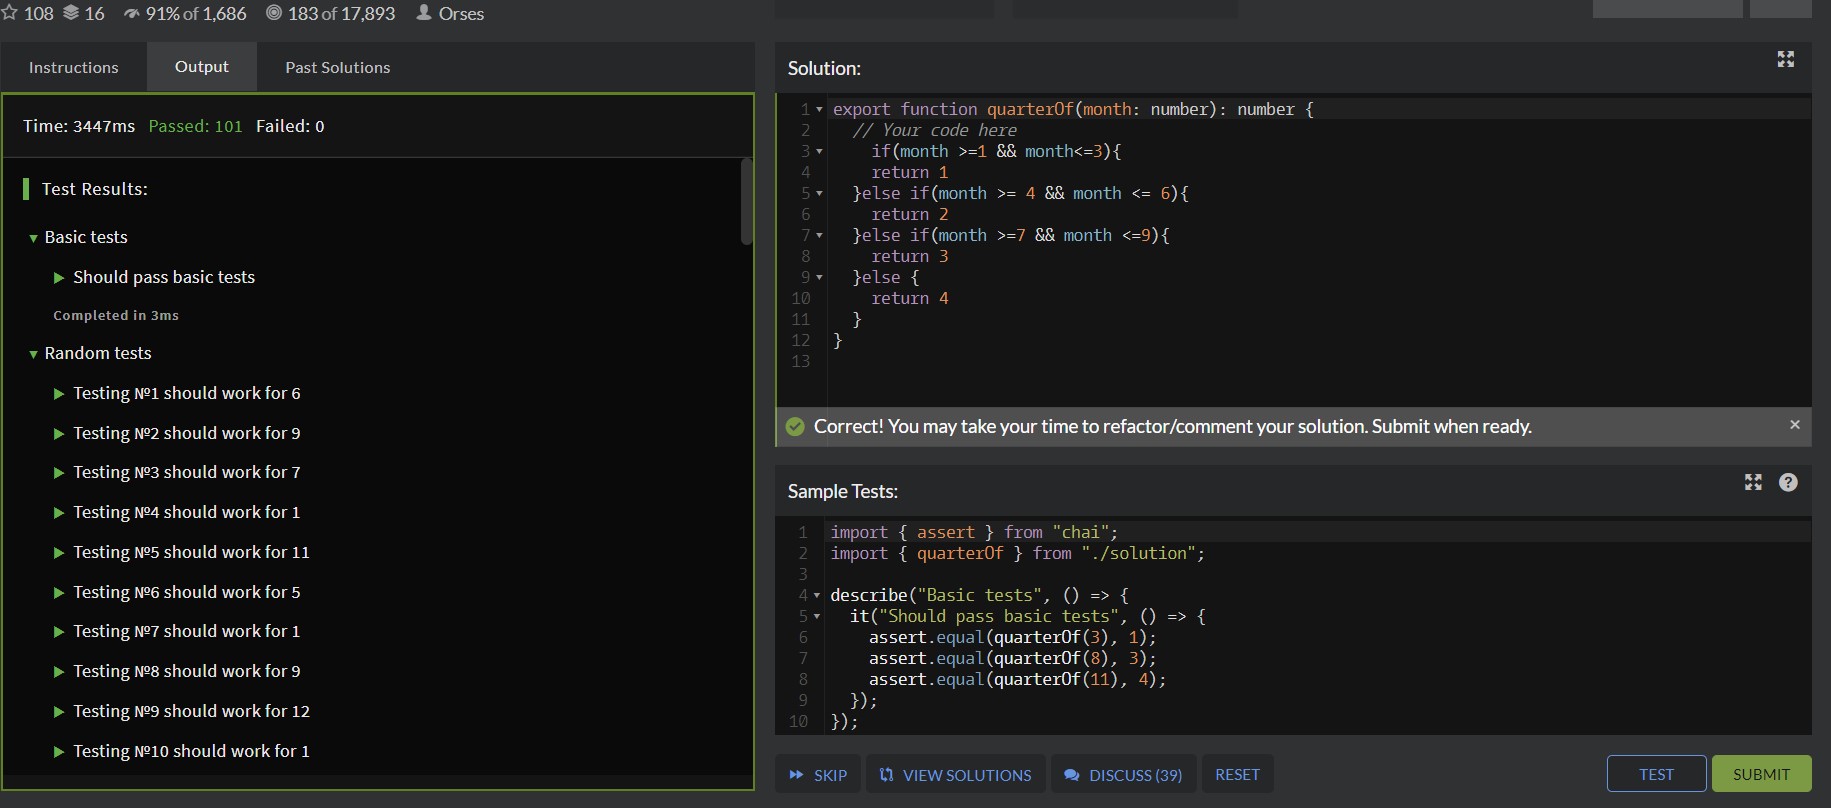 108 16 91% of 1,686 183 of 17,893 Orses
Instructions Output Past Solutions
Time: 3447ms Passed: 101 Failed: 0
Test Results:
Basic tests
Should pass basic tests
Completed in 3ms
Random tests
Testing №1 should work for 6
Testing №2 should work for 9
Testing №3 should work for 7
Testing №4 should work for 1
Testing №5 should work for 11
Testing №6 should work for 5
Testing №7 should work for 1
Testing №8 should work for 9
Testing №9 should work for 12
Testing №10 should work for 1
Solution:
1 export function quarterOf(month: number): number {
2 // Your code here
3 if(month >=1 && month<=3){
4 return 1
5 }else if(month >= 4 && month <= 6){
6 return 2
7 }else if(month >=7 && month <=9){
8 return 3
9 }else {
10 return 4
11 }
12 }
13
Correct! You may take your time to refactor/comment your solution. Submit when ready. ×
Sample Tests: ?
1 import { assert } from "chai";
2 import { quarterOf } from "./solution";
3
4 describe("Basic tests", () => {
5 it("Should pass basic tests", () => {
6 assert.equal(quarterOf(3), 1);
7 assert.equal(quarterOf(8), 3);
8 assert.equal(quarterOf(11), 4);
9 });
10 });
SKIP VIEW SOLUTIONS DISCUSS (39) RESET TEST SUBMIT